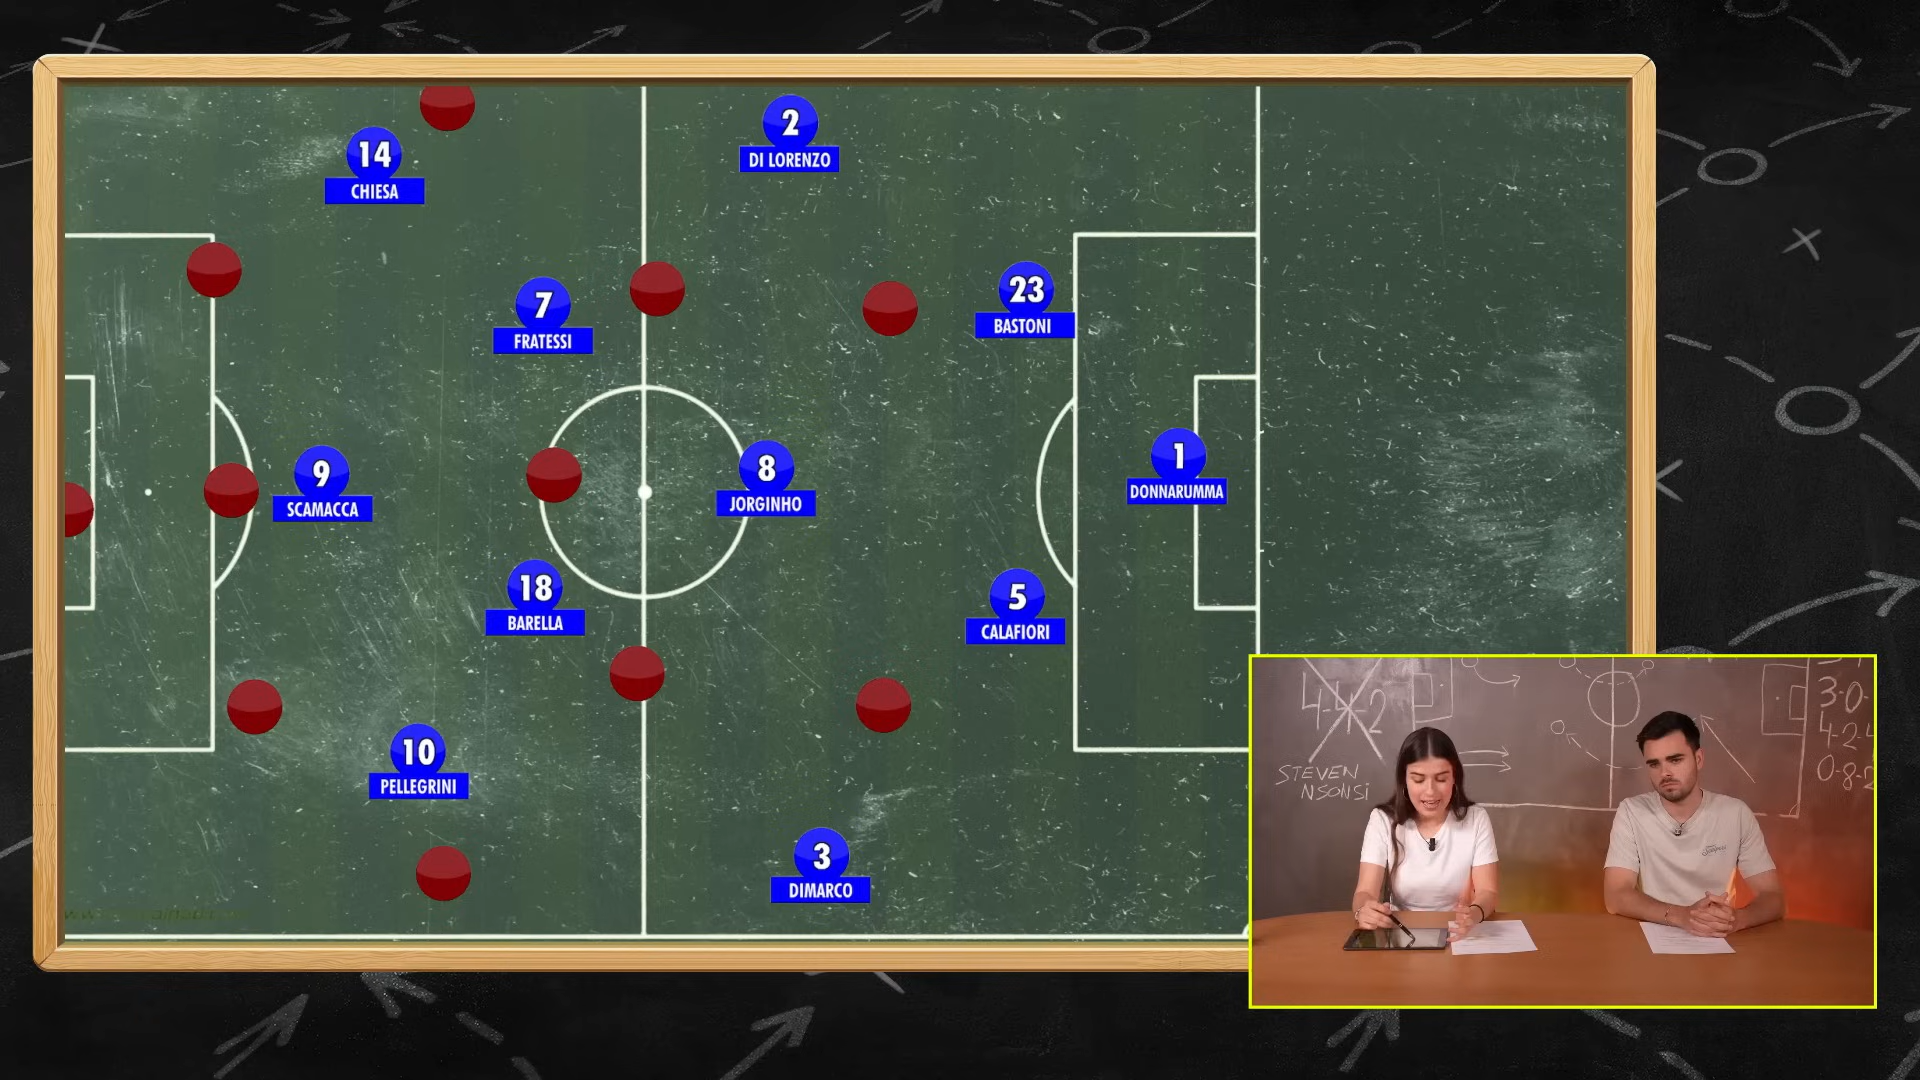 2
DI LORENZO
14
CHIESA
23
BASTONI
7
FRATESSI
1
DONNARUMMA
8
JORGINHO
9
SCAMACCA
18
BARELLA
5
CALAFIORI
10
PELLEGRINI
3
DIMARCO
4-4-2
STEVEN
NSONSI
3-0-
4-2-
0-8-2